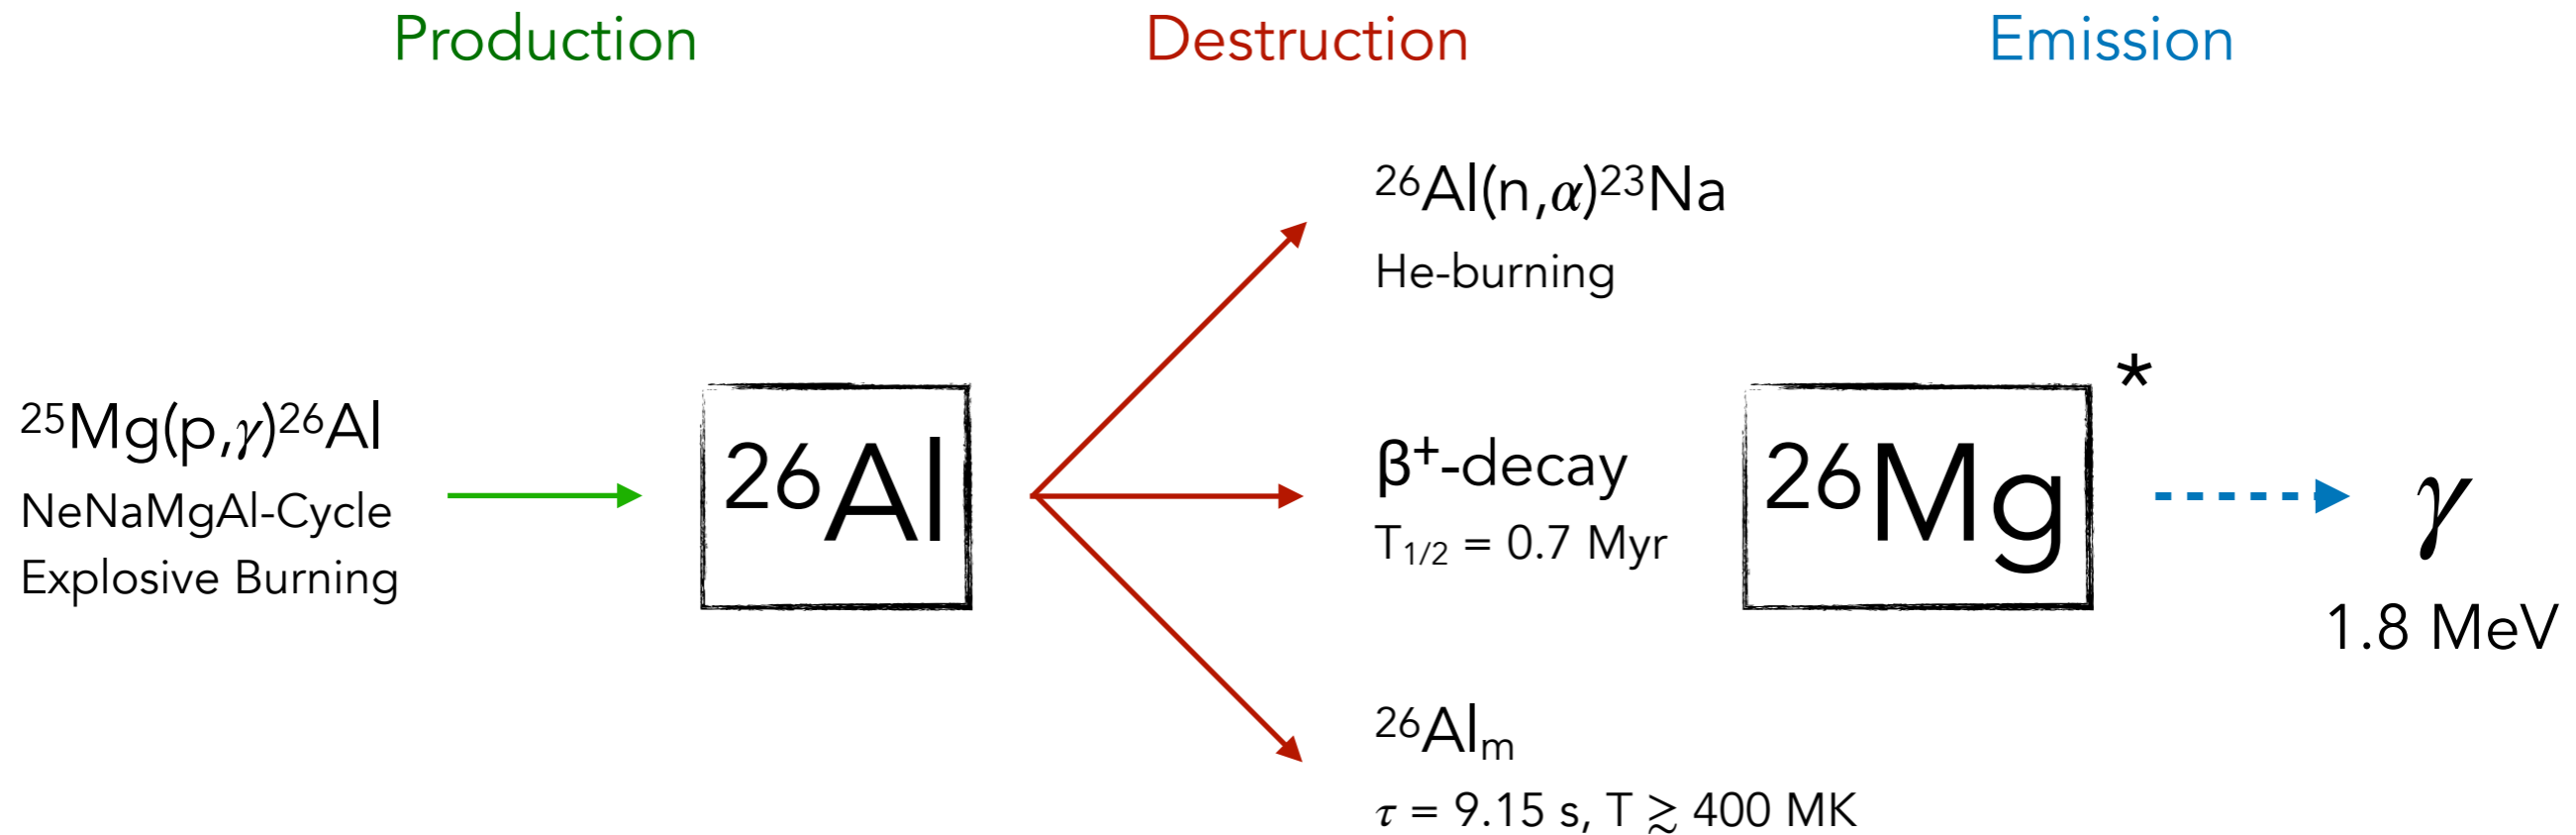 Production
Destruction
Emission
²⁶Al(n,α)²³Na
He-burning
²⁵Mg(p,γ)²⁶Al
NeNaMgAl-Cycle
Explosive Burning
²⁶Al
β⁺-decay
T₁/₂ = 0.7 Myr
²⁶Mg*
γ
1.8 MeV
²⁶Alₘ
τ = 9.15 s, T ≳ 400 MK